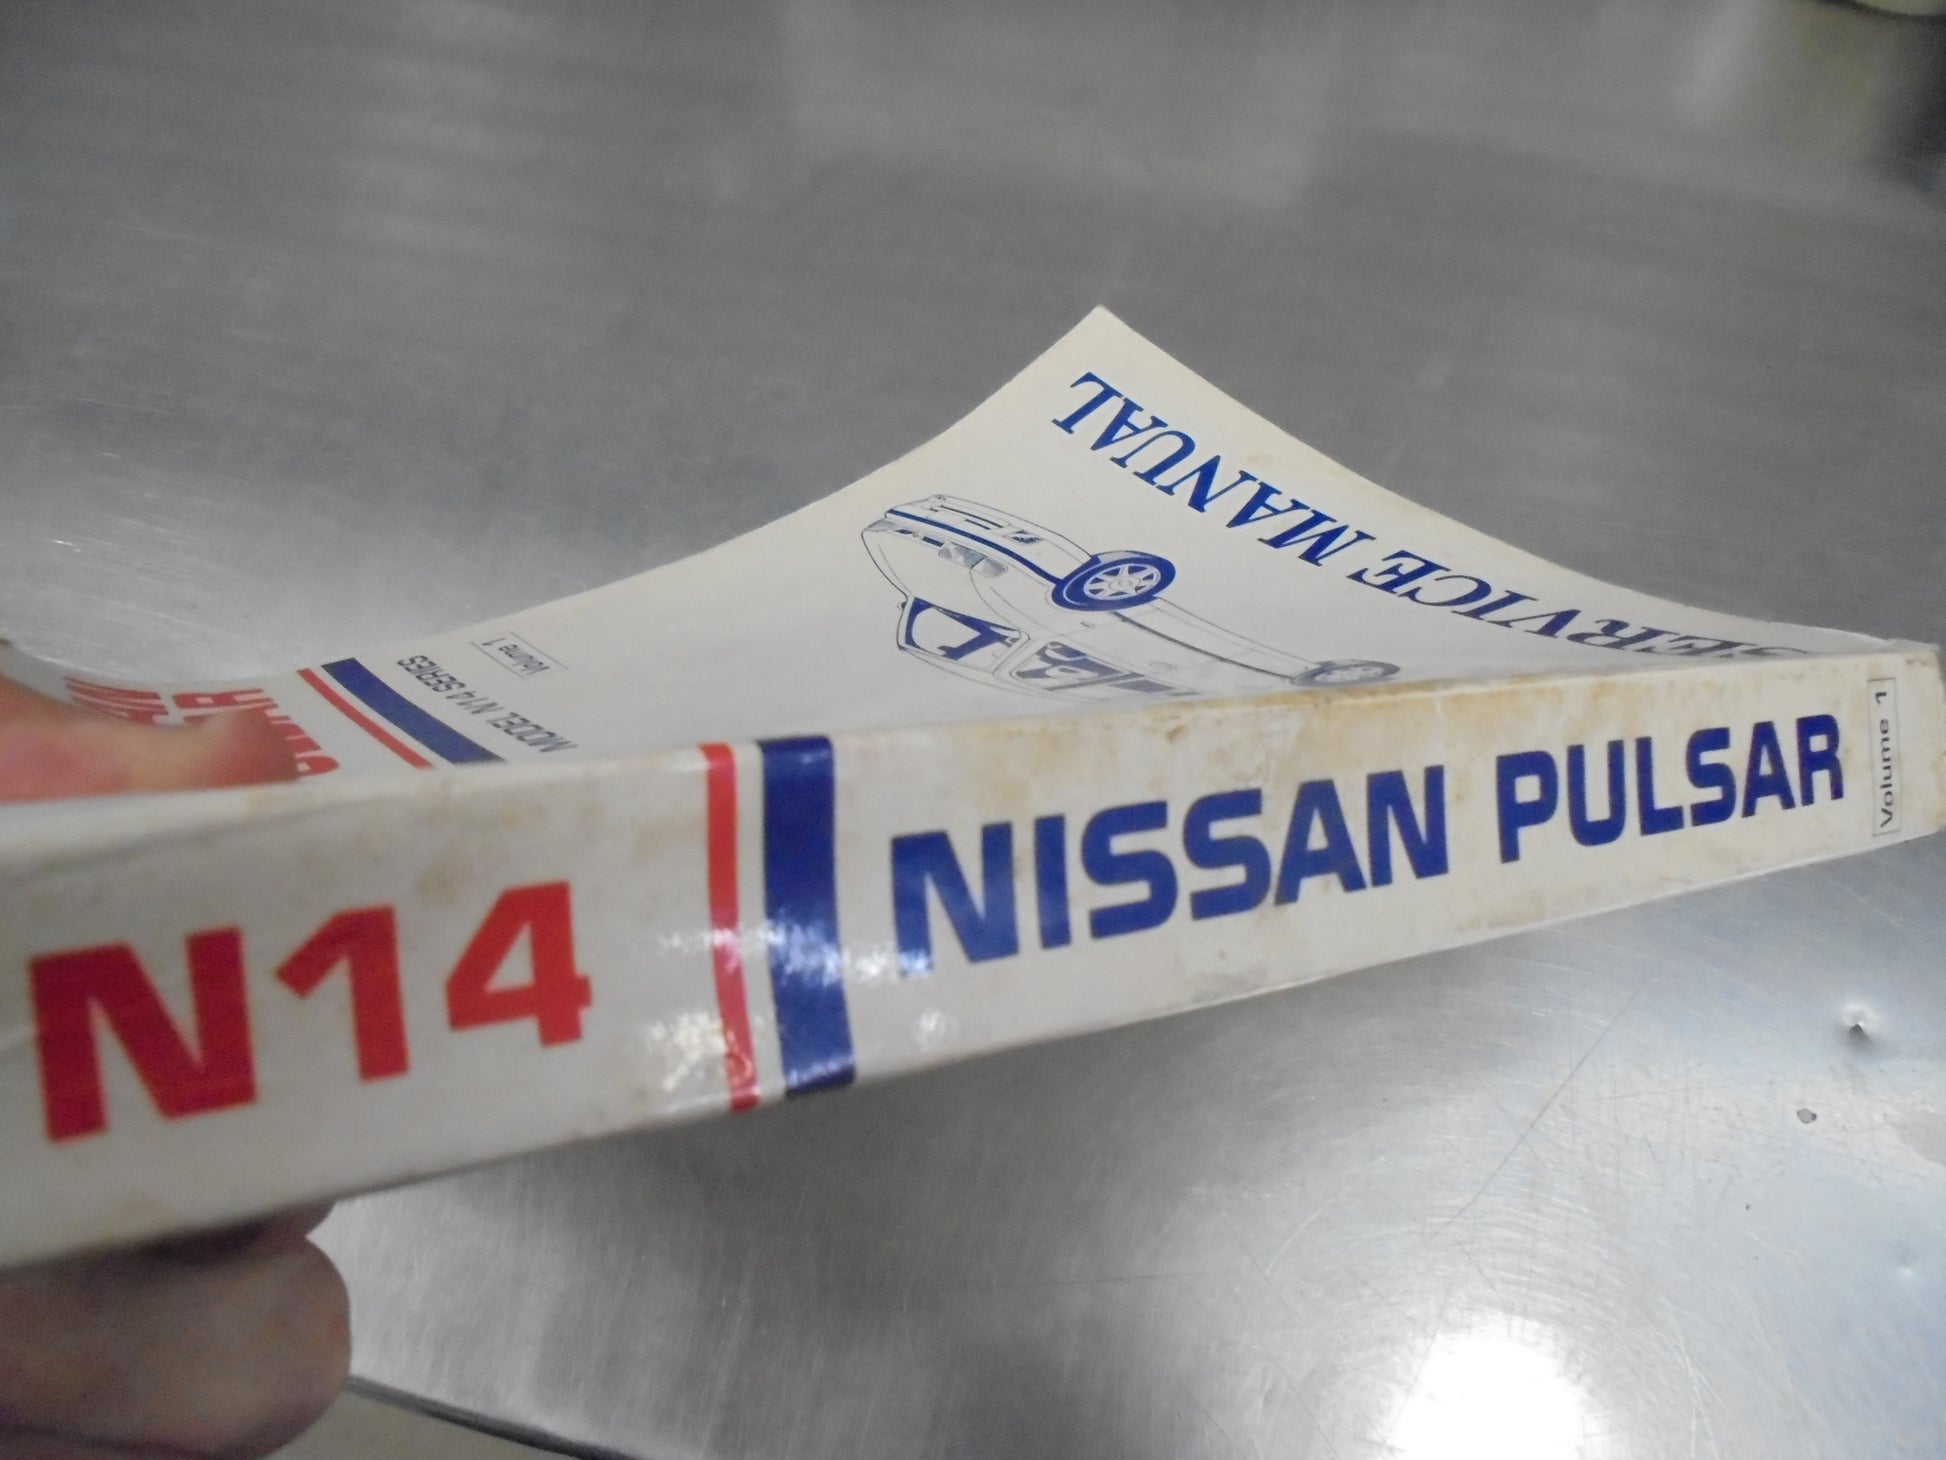 N14 NISSAN PULSAR Volume 1
SERVICE MANUAL
Volume 1
MODEL N14 SERIES